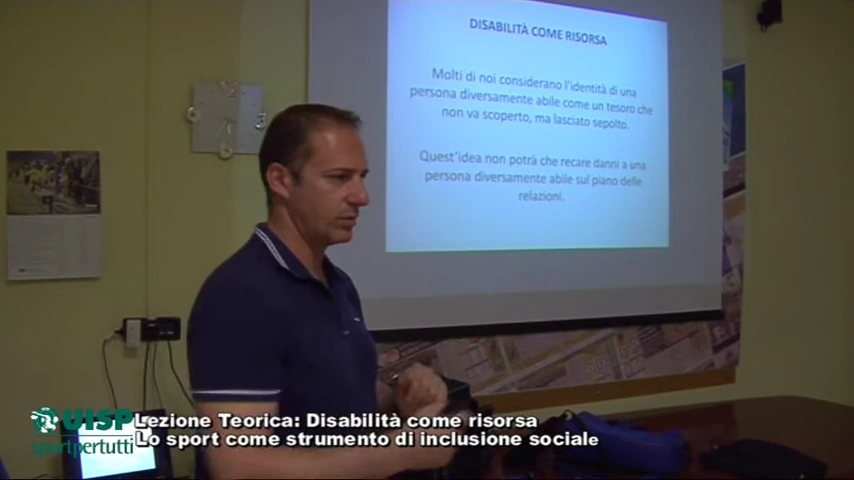 DISABILITÀ COME RISORSA
Molti di noi considerano l'identità di una
persona diversamente abile come un tesoro che
non va scoperto, ma lasciato sepolto.
Quest'idea non potrà che recare danni a una
persona diversamente abile sul piano delle
relazioni.
UISP
sportpertutti
Lezione Teorica: Disabilità come risorsa
Lo sport come strumento di inclusione sociale